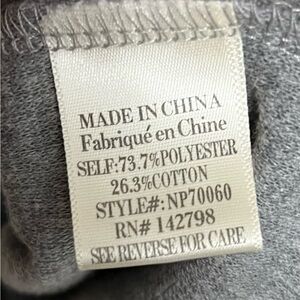 MADE IN CHINA
Fabriqué en Chine
SELF:73.7%POLYESTER
26.3%COTTON
STYLE#:NP70060
RN# 142798
SEE REVERSE FOR CARE